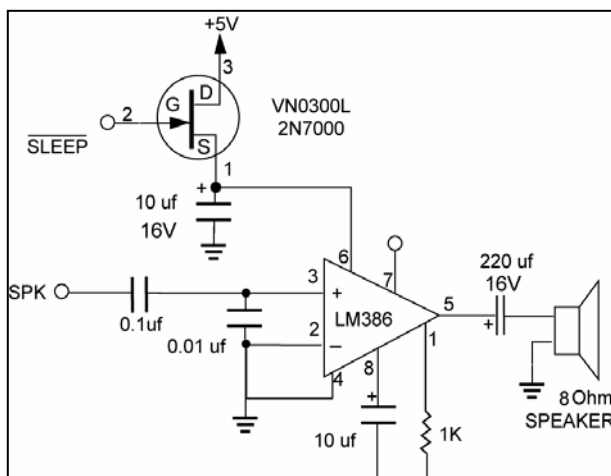 +5V
3
D
G
2
S
1
VN0300L
2N7000
SLEEP
+
10 uf
16V
6
7
3
+
SPK
0.1uf
0.01 uf
2
–
LM386
5
1
4
8
220 uf
16V
+
+
10 uf
1K
8 Ohm
SPEAKER